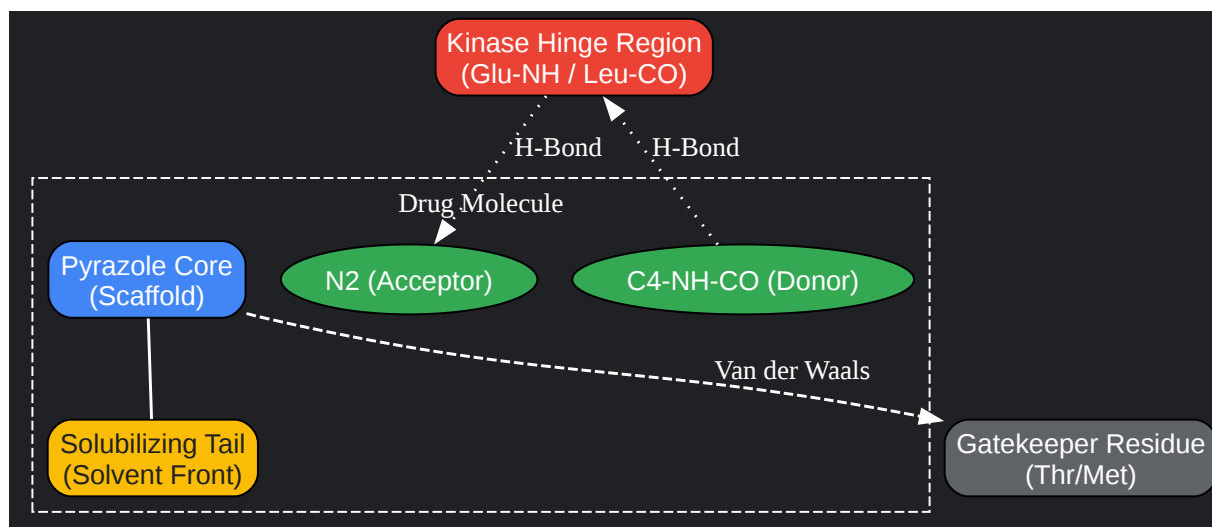 Kinase Hinge Region
(Glu-NH / Leu-CO)
H-Bond
H-Bond
Drug Molecule
Pyrazole Core
(Scaffold)
N2 (Acceptor)
C4-NH-CO (Donor)
Van der Waals
Solubilizing Tail
(Solvent Front)
Gatekeeper Residue
(Thr/Met)